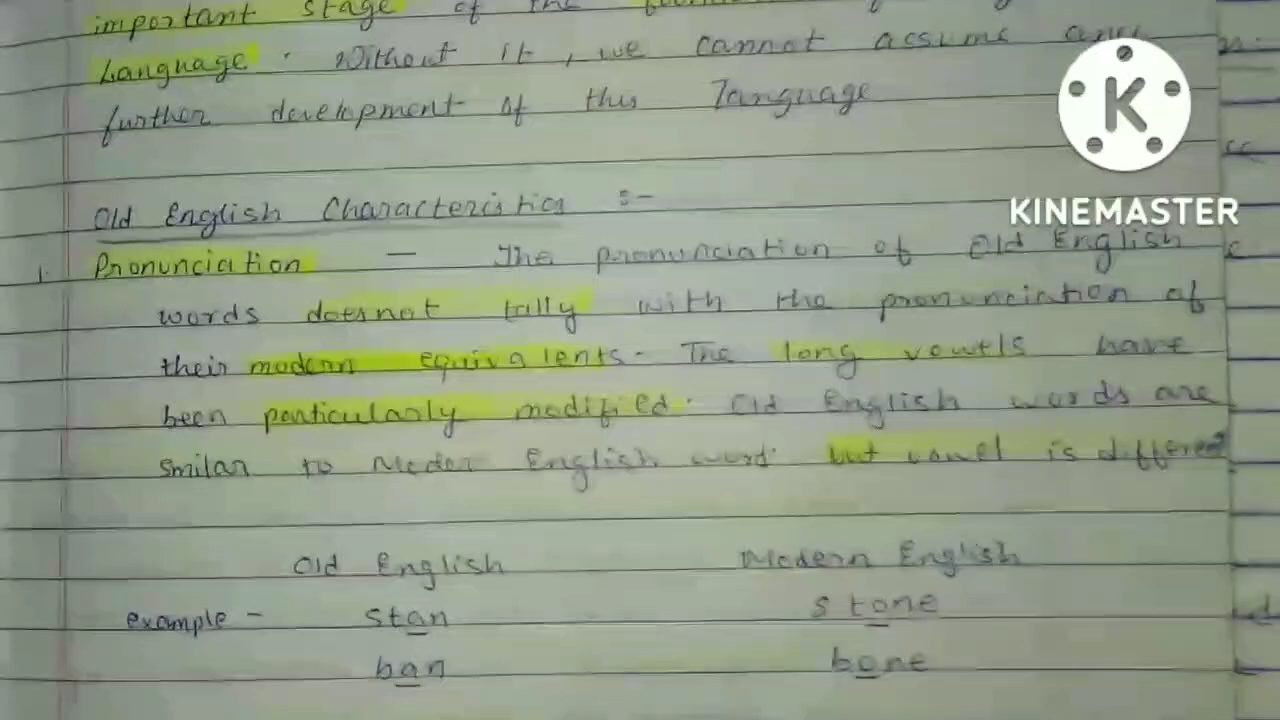 important stage of the
Language. Without it, we cannot assume any
further development of this language
Old English Characteristics :-
1. Pronunciation — The pronunciation of Old English
words doesnot tally with the pronunciation of
their modern equivalents. The long vowels have
been particularly modified. Old English words are
smilar to Moder English word but vowel is different
Old English Modern English
example - stan stone
ban bone
K
KINEMASTER